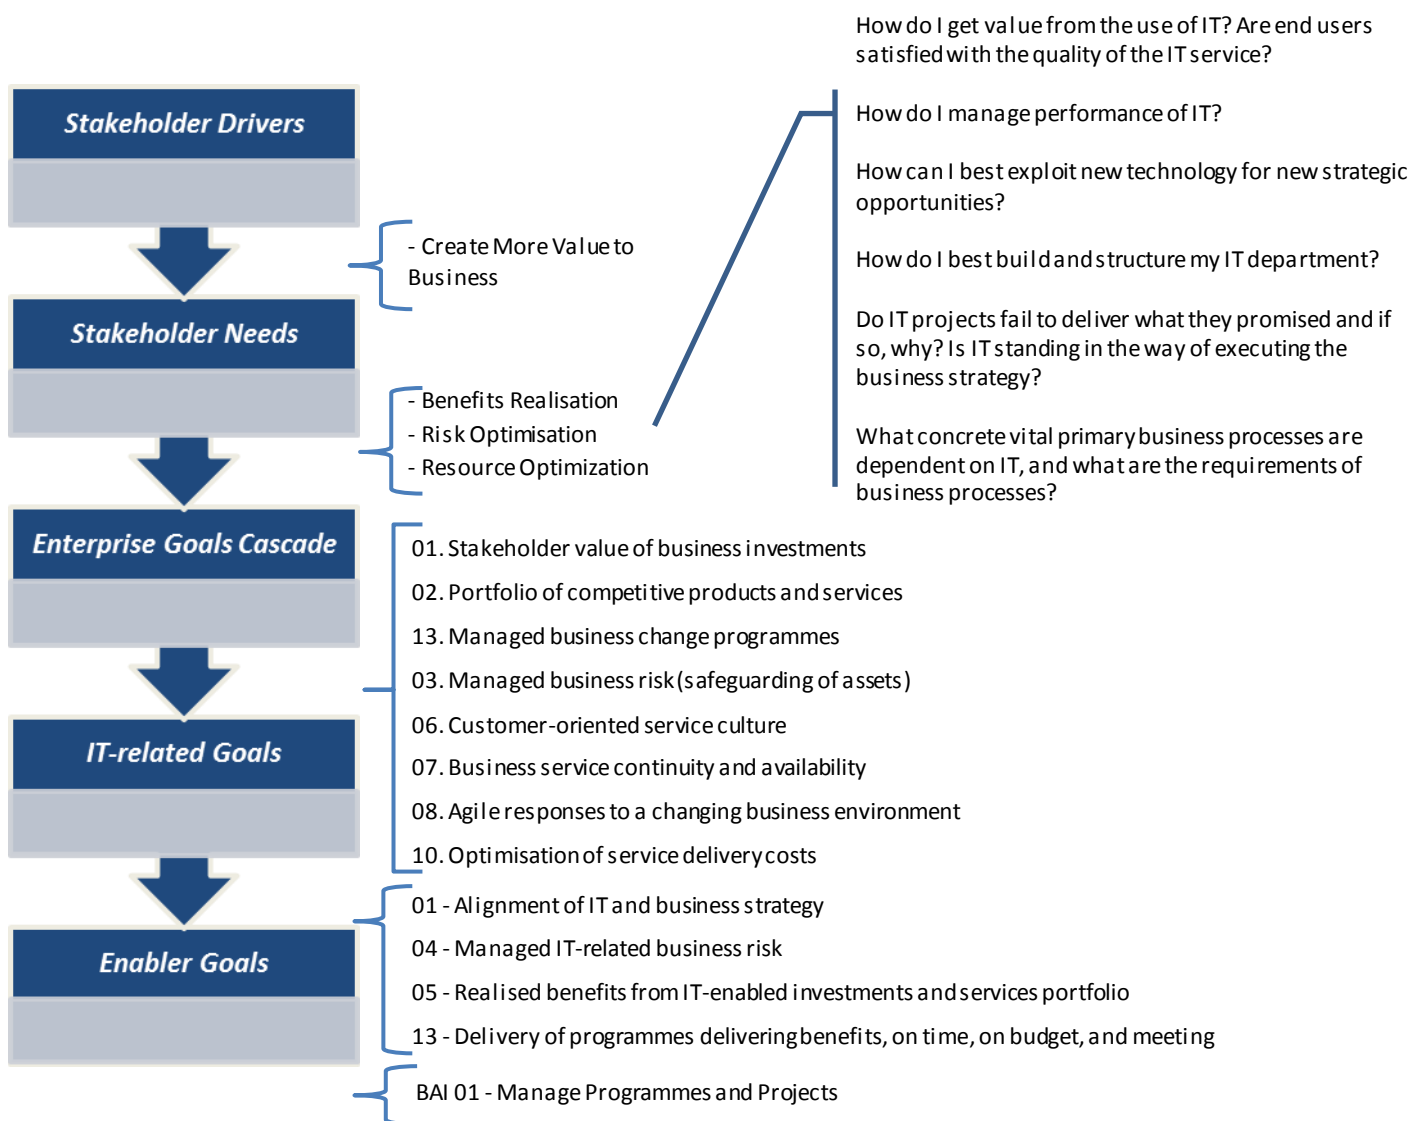 How do I get value from the use of IT? Are end users
satisfied with the quality of the IT service?
Stakeholder Drivers
How do I manage performance of IT?
How can I best exploit new technology for new strategic
opportunities?
- Create More Value to
Business
How do I best build and structure my IT department?
Stakeholder Needs
Do IT projects fail to deliver what they promised and if
so, why? Is IT standing in the way of executing the
business strategy?
- Benefits Realisation
- Risk Optimisation
- Resource Optimization
What concrete vital primary business processes are
dependent on IT, and what are the requirements of
business processes?
Enterprise Goals Cascade
01. Stakeholder value of business investments
02. Portfolio of competitive products and services
13. Managed business change programmes
03. Managed business risk (safeguarding of assets)
06. Customer-oriented service culture
IT-related Goals
07. Business service continuity and availability
08. Agile responses to a changing business environment
10. Optimisation of service delivery costs
01 - Alignment of IT and business strategy
04 - Managed IT-related business risk
Enabler Goals
05 - Realised benefits from IT-enabled investments and services portfolio
13 - Delivery of programmes delivering benefits, on time, on budget, and meeting
BAI 01 - Manage Programmes and Projects